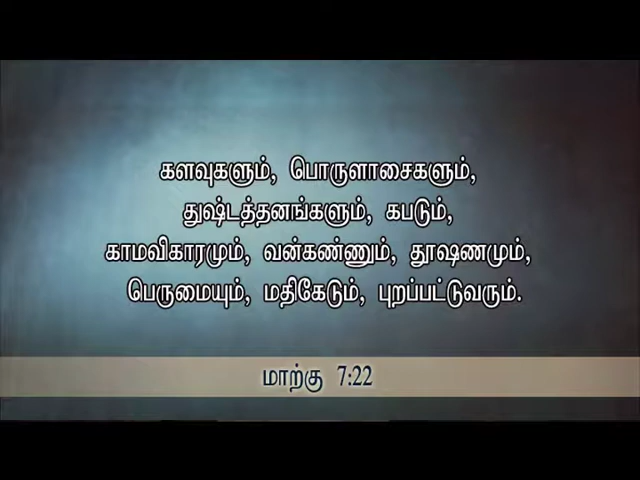 களவுகளும், பொருளாசைகளும்,
துஷ்டத்தனங்களும், கபடும்,
காமவிகாரமும், வன்கண்ணும், தூஷணமும்,
பெருமையும், மதிகேடும், புறப்பட்டுவரும்.
மாற்கு 7:22